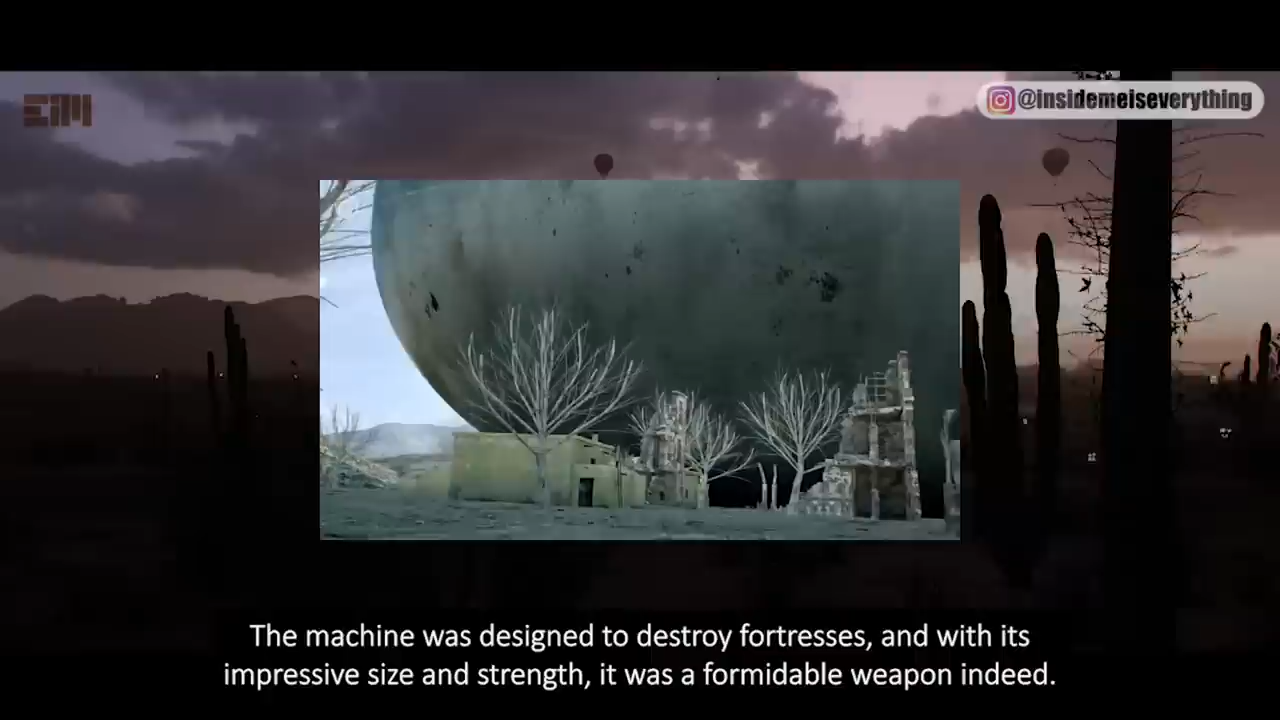 EIM
@insidemeiseverything
The machine was designed to destroy fortresses, and with its
impressive size and strength, it was a formidable weapon indeed.